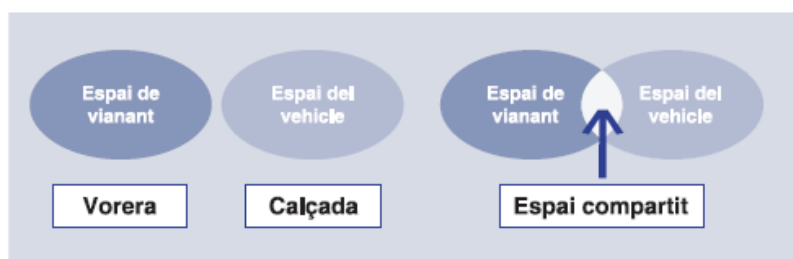 Espai de
vianant
Espai del
vehicle
Espai de
vianant
Espai del
vehicle
Vorera
Calçada
Espai compartit